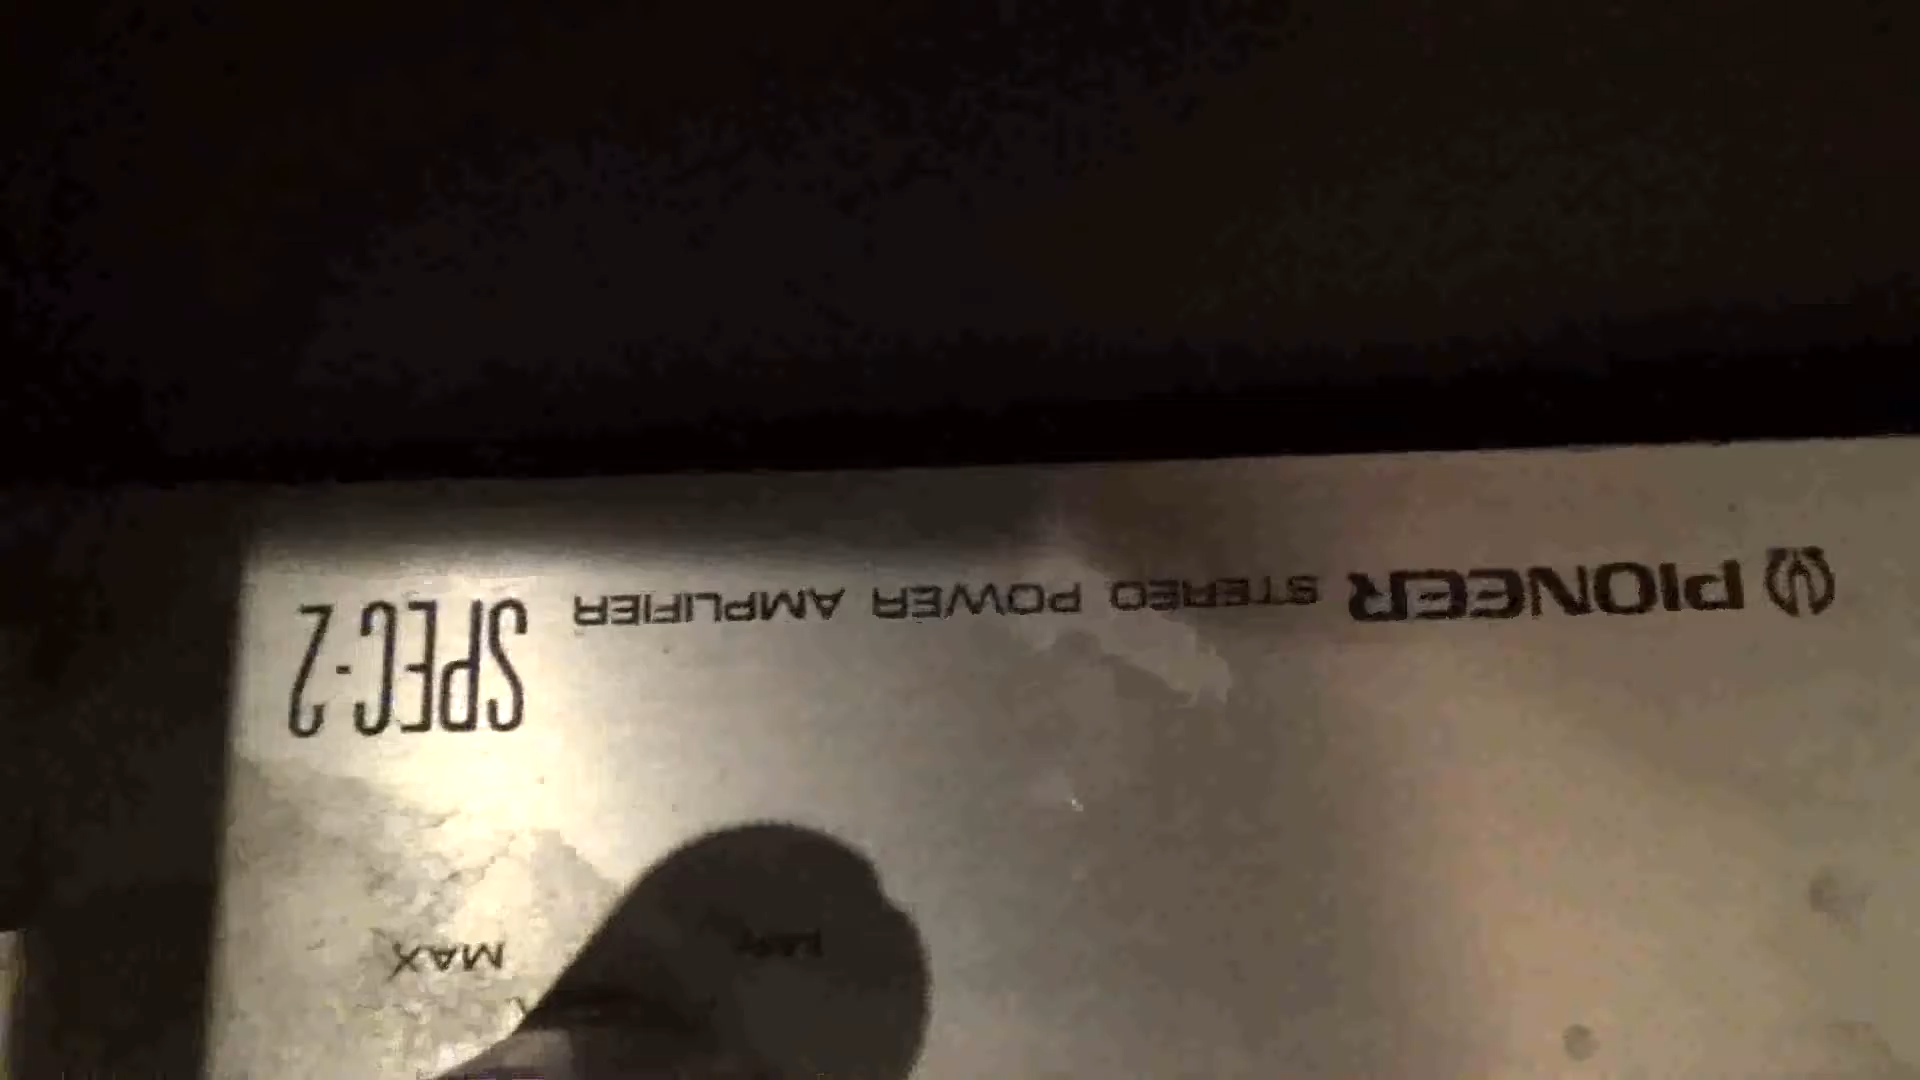 PIONEER STEREO POWER AMPLIFIER
SPEC-2
MAX